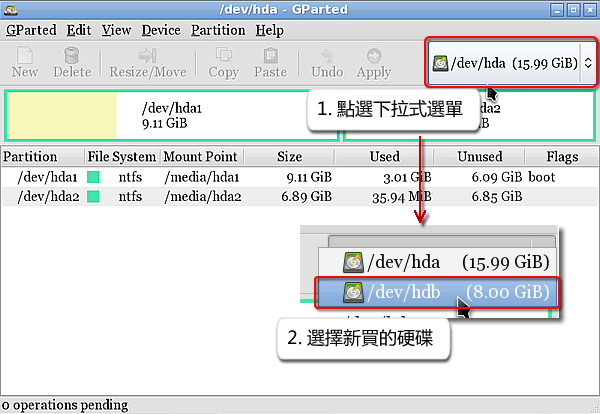 /dev/hda - GParted
GParted Edit View Device Partition Help
New Delete Resize/Move Copy Paste Undo Apply
/dev/hda (15.99 GiB)
/dev/hda1
9.11 GiB
1. 點選下拉式選單
Partition File System Mount Point Size Used Unused Flags
/dev/hda1 ntfs /media/hda1 9.11 GiB 3.01 GiB 6.09 GiB boot
/dev/hda2 ntfs /media/hda2 6.89 GiB 35.94 MiB 6.85 GiB
/dev/hda (15.99 GiB)
/dev/hdb (8.00 GiB)
2. 選擇新買的硬碟
0 operations pending